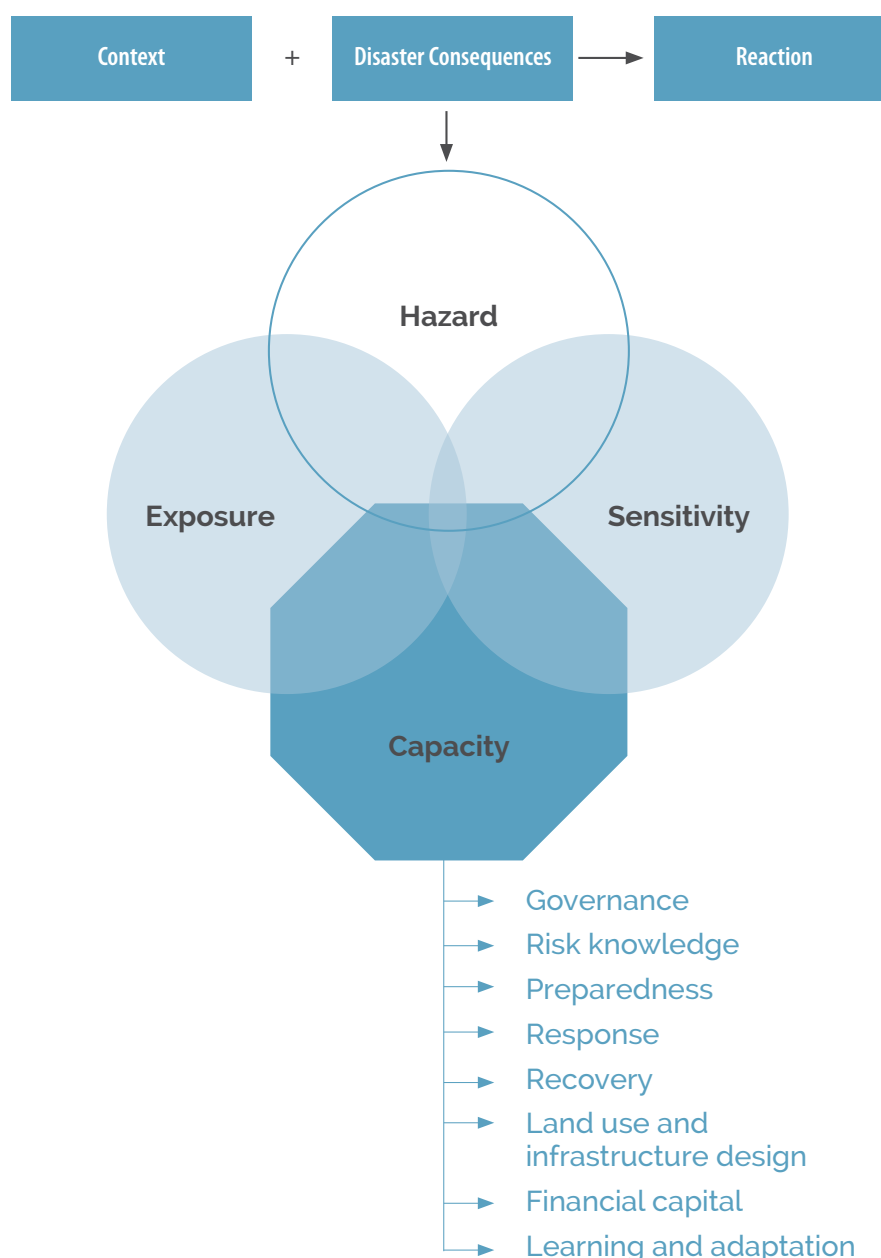 Context
+
Disaster Consequences
Reaction
Hazard
Exposure
Sensitivity
Capacity
Governance
Risk knowledge
Preparedness
Response
Recovery
Land use and
infrastructure design
Financial capital
Learning and adaptation